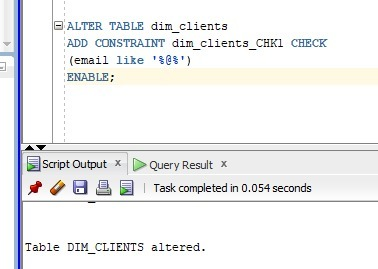 ALTER TABLE dim_clients
ADD CONSTRAINT dim_clients_CHK1 CHECK
(email like '%@%')
ENABLE;
Script Output x Query Result x
Task completed in 0.054 seconds
Table DIM_CLIENTS altered.